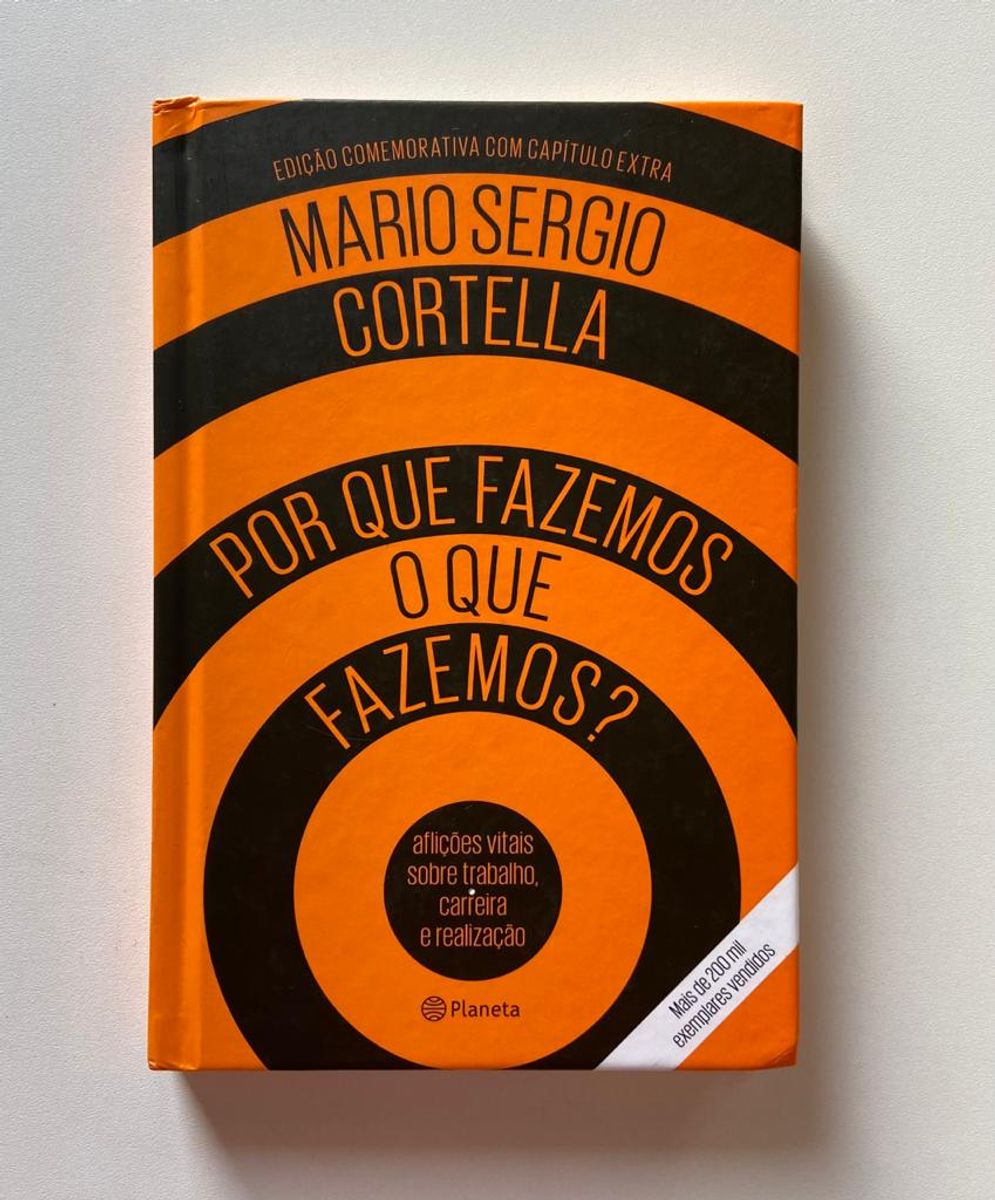 EDIÇÃO COMEMORATIVA COM CAPÍTULO EXTRA
MARIO SERGIO
CORTELLA
POR QUE FAZEMOS
O QUE
FAZEMOS?
aflições vitais
sobre trabalho,
carreira
e realização
Planeta
Mais de 200 mil
exemplares vendidos